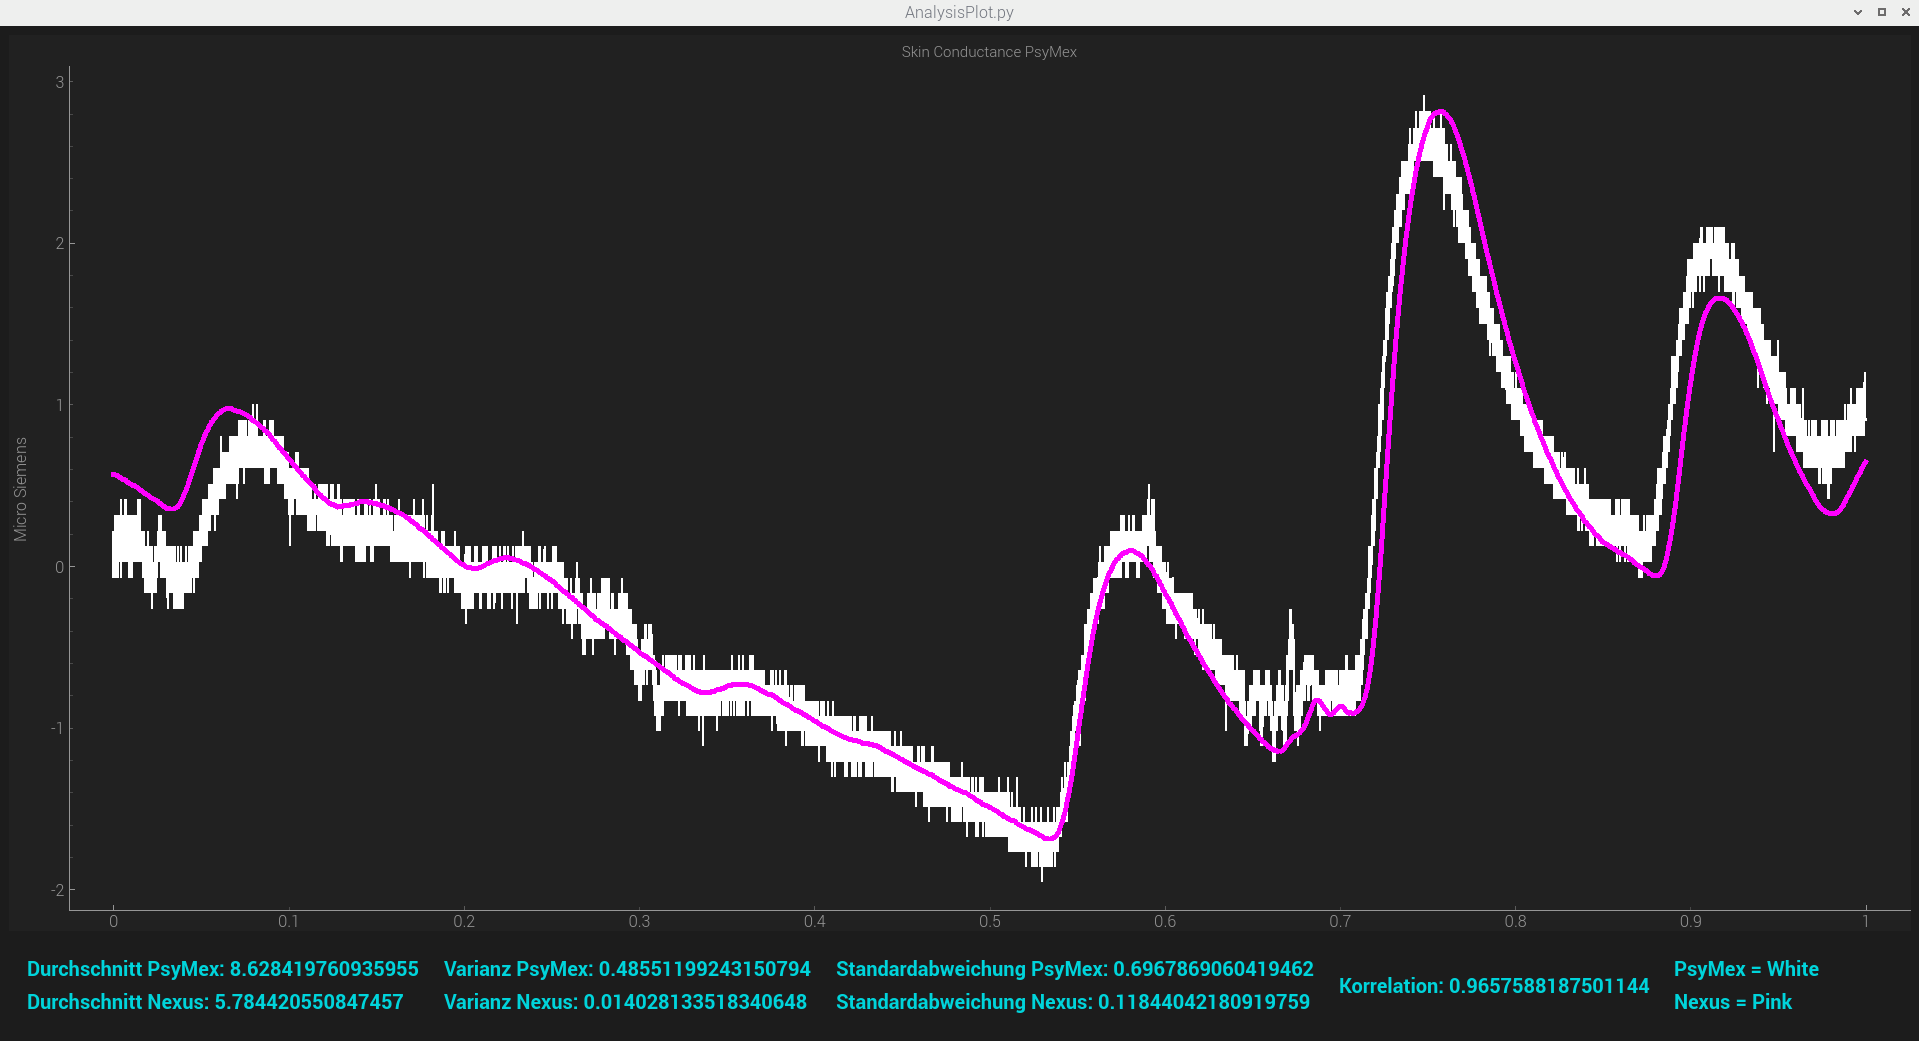 AnalysisPlot.py
Skin Conductance PsyMex
3
2
1
0
-1
-2
Micro Siemens
0 0.1 0.2 0.3 0.4 0.5 0.6 0.7 0.8 0.9 1
Durchschnitt PsyMex: 8.628419760935955 Varianz PsyMex: 0.48551199243150794 Standardabweichung PsyMex: 0.6967869060419462 PsyMex = White
Korrelation: 0.9657588187501144
Durchschnitt Nexus: 5.784420550847457 Varianz Nexus: 0.014028133518340648 Standardabweichung Nexus: 0.11844042180919759 Nexus = Pink